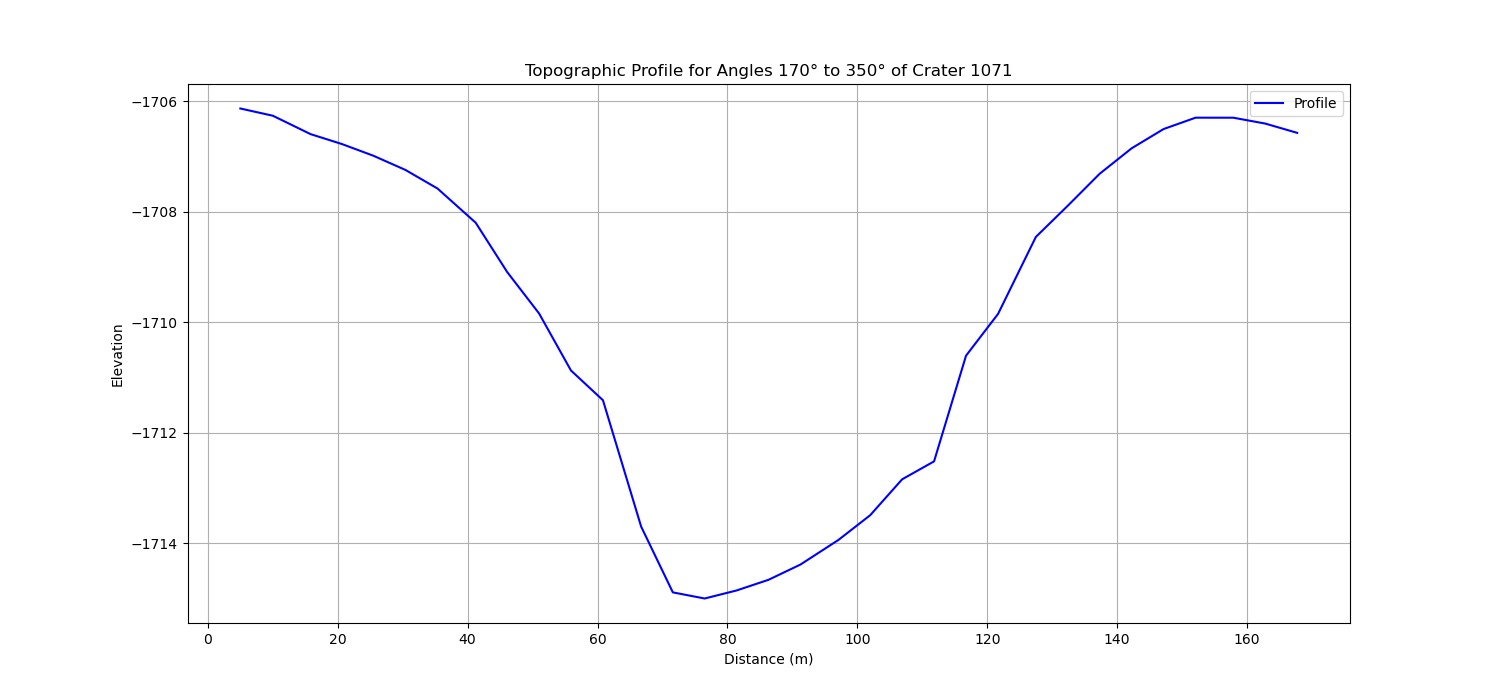 Topographic Profile for Angles 170° to 350° of Crater 1071
Profile
−1706
−1708
−1710
−1712
−1714
Elevation
0 20 40 60 80 100 120 140 160
Distance (m)